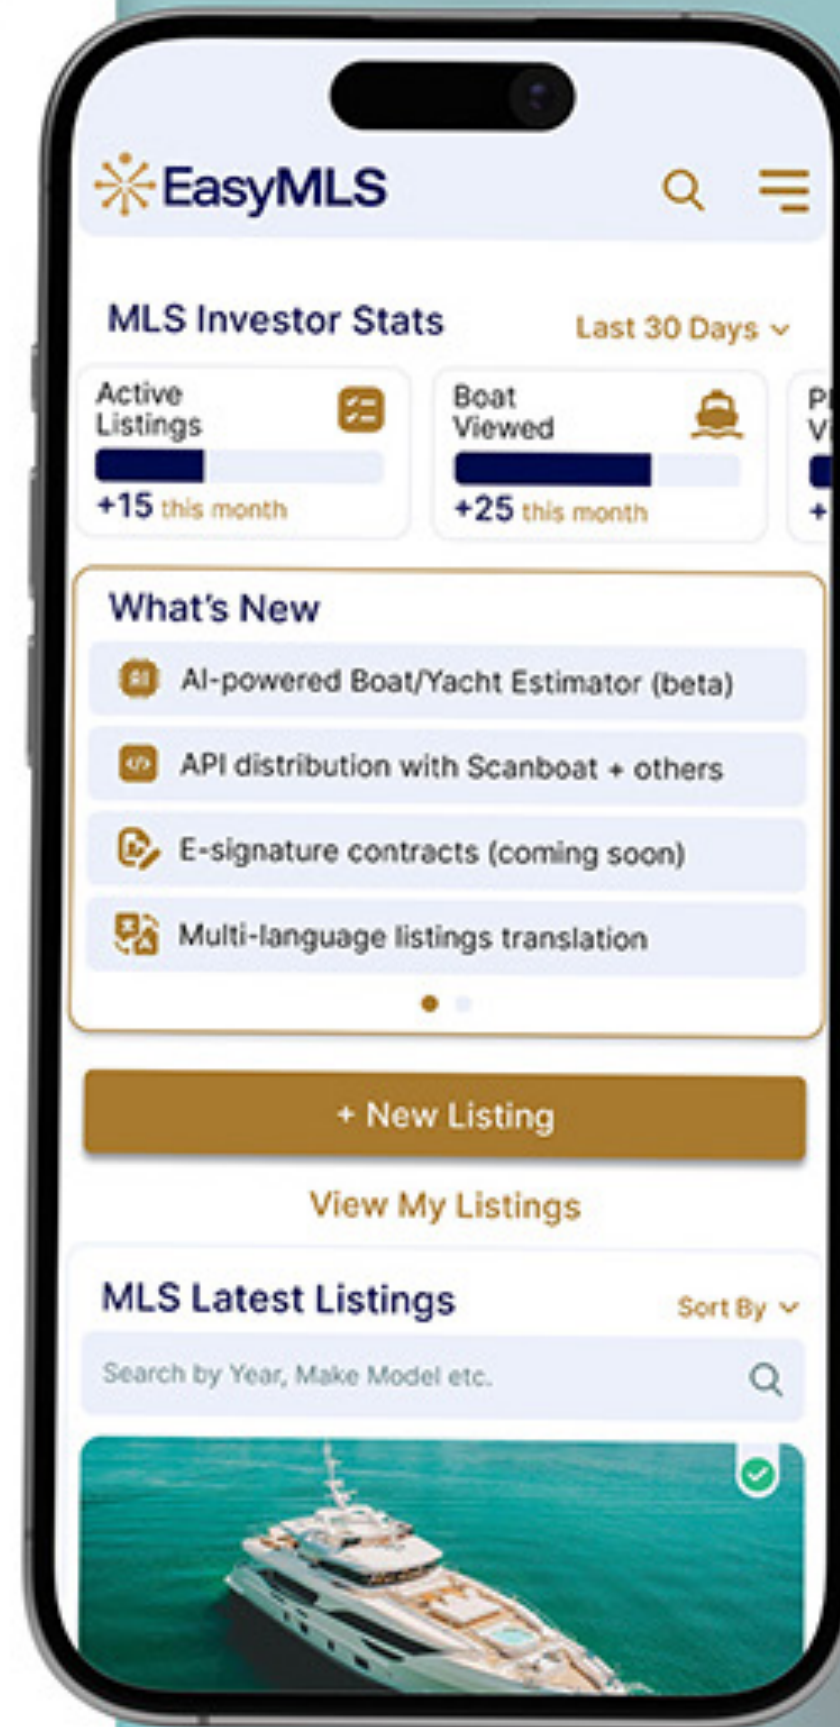 EasyMLS
MLS Investor Stats
Last 30 Days
Active
Listings
+15 this month
Boat
Viewed
+25 this month
What's New
AI AI-powered Boat/Yacht Estimator (beta)
</> API distribution with Scanboat + others
E-signature contracts (coming soon)
Multi-language listings translation
+ New Listing
View My Listings
MLS Latest Listings
Sort By
Search by Year, Make Model etc.